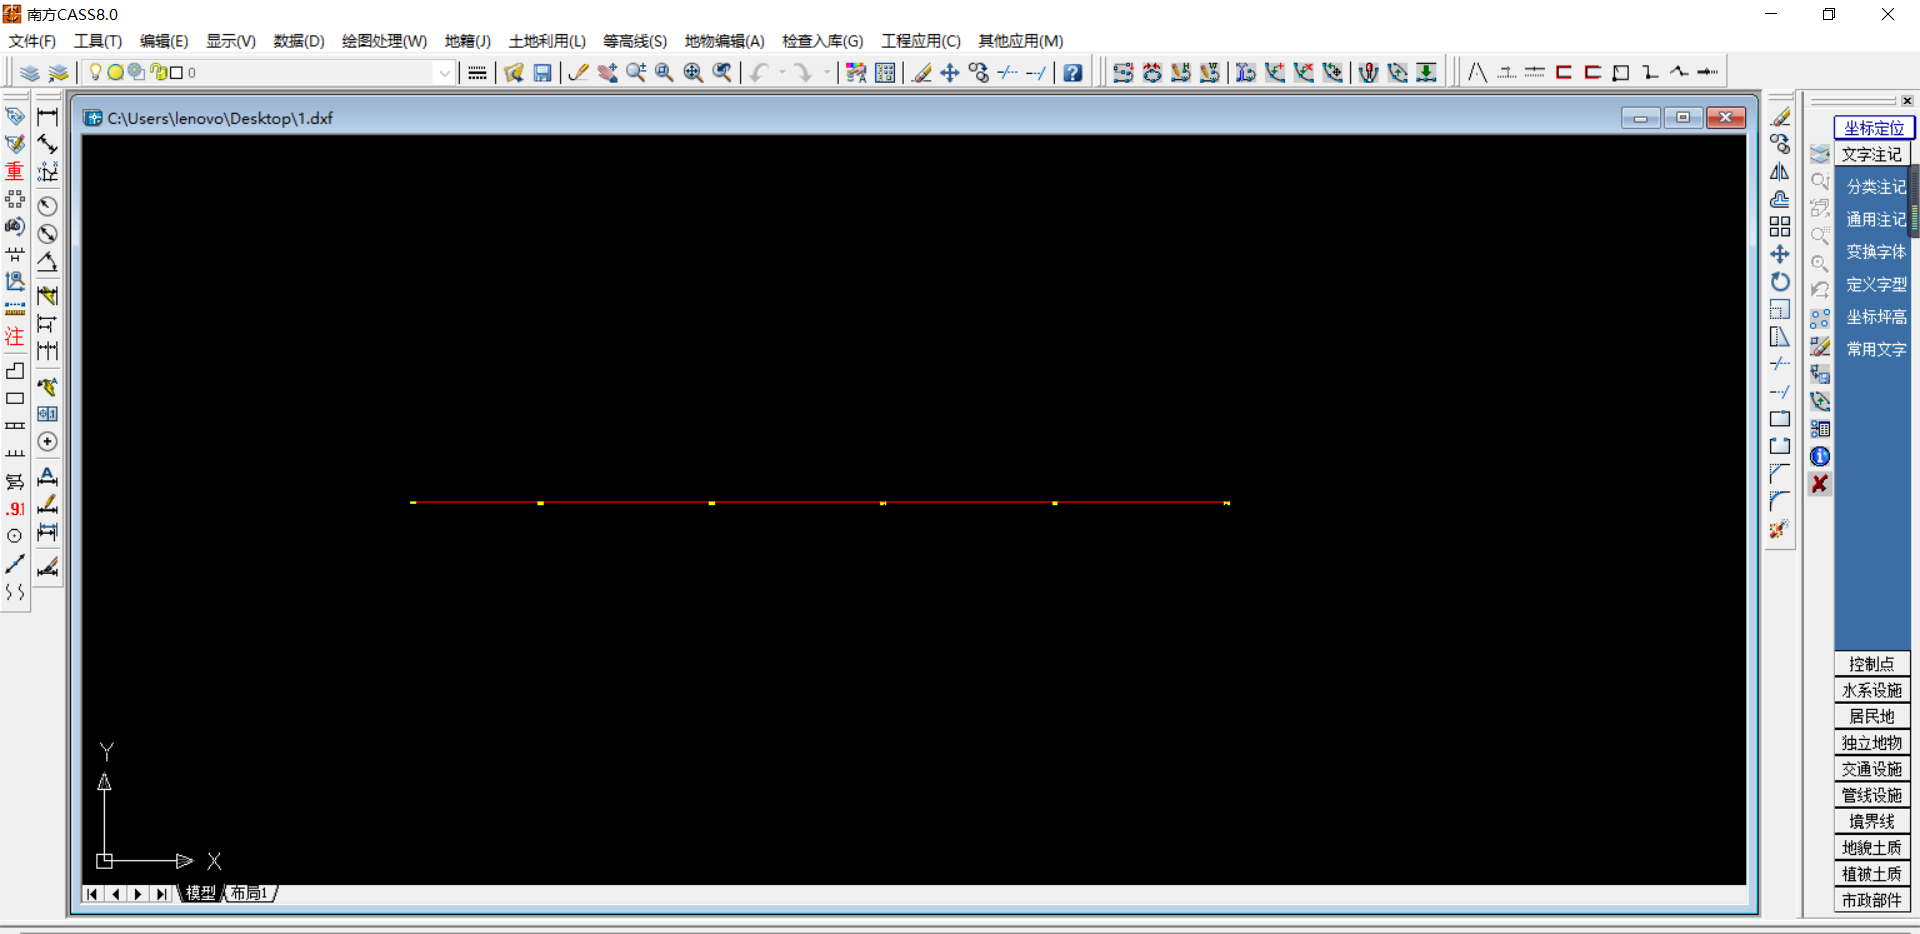 南方CASS8.0
文件(F) 工具(T) 编辑(E) 显示(V) 数据(D) 绘图处理(W) 地籍(J) 土地利用(L) 等高线(S) 地物编辑(A) 检查入库(G) 工程应用(C) 其他应用(M)
0
C:\Users\lenovo\Desktop\1.dxf
重
注
.91
坐标定位
文字注记
分类注记
通用注记
变换字体
定义字型
坐标坪高
常用文字
控制点
水系设施
居民地
独立地物
交通设施
管线设施
境界线
地貌土质
植被土质
市政部件
Y
X
模型 布局1